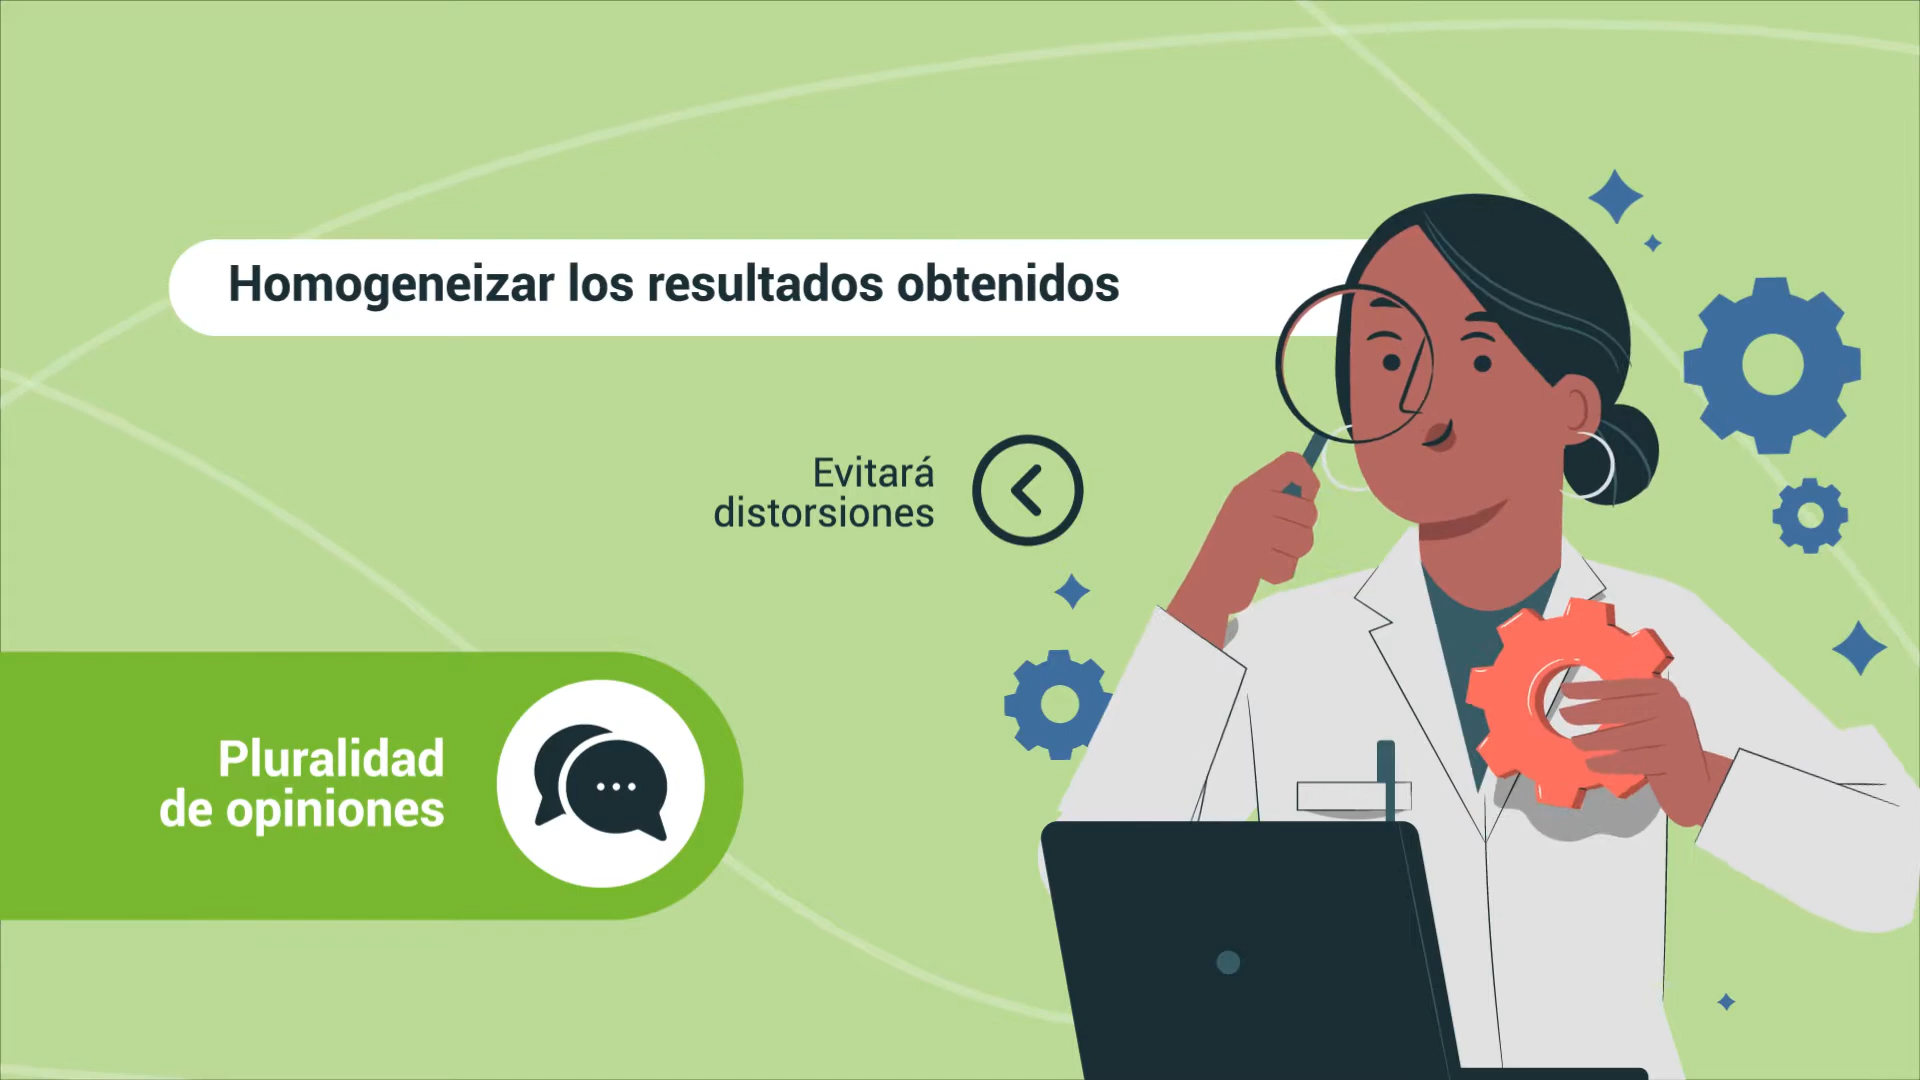 Homogeneizar los resultados obtenidos
Evitará
distorsiones
Pluralidad
de opiniones